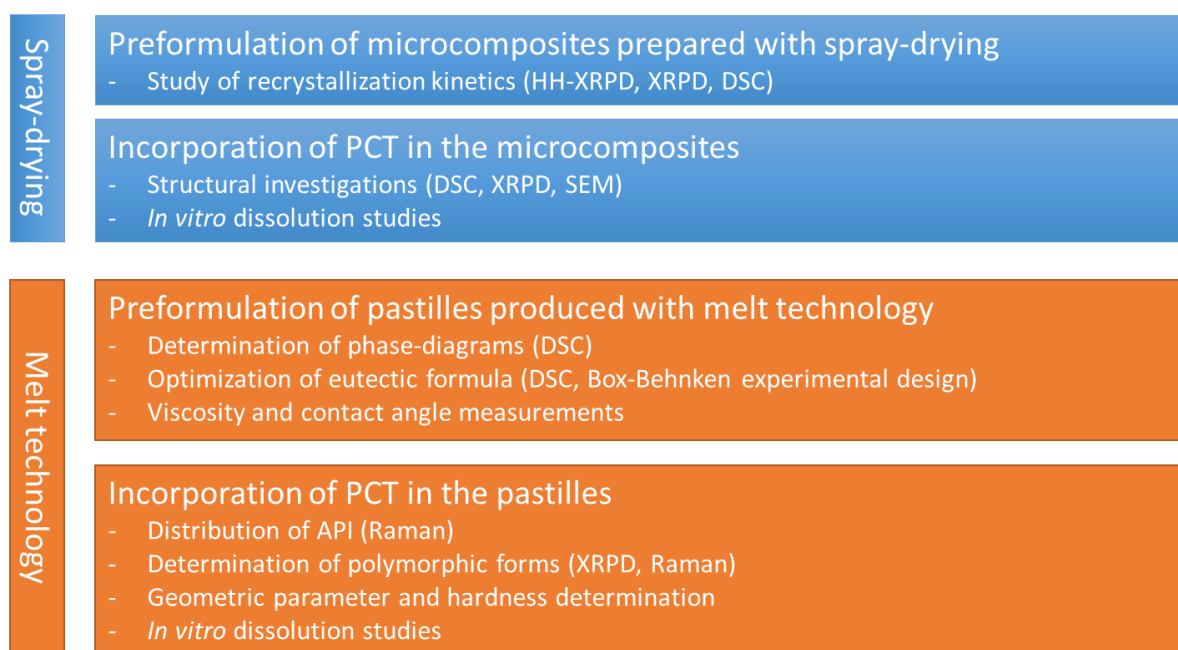 Spray-drying
Preformulation of microcomposites prepared with spray-drying
- Study of recrystallization kinetics (HH-XRPD, XRPD, DSC)
Incorporation of PCT in the microcomposites
- Structural investigations (DSC, XRPD, SEM)
- In vitro dissolution studies
Melt technology
Preformulation of pastilles produced with melt technology
- Determination of phase-diagrams (DSC)
- Optimization of eutectic formula (DSC, Box-Behnken experimental design)
- Viscosity and contact angle measurements
Incorporation of PCT in the pastilles
- Distribution of API (Raman)
- Determination of polymorphic forms (XRPD, Raman)
- Geometric parameter and hardness determination
- In vitro dissolution studies